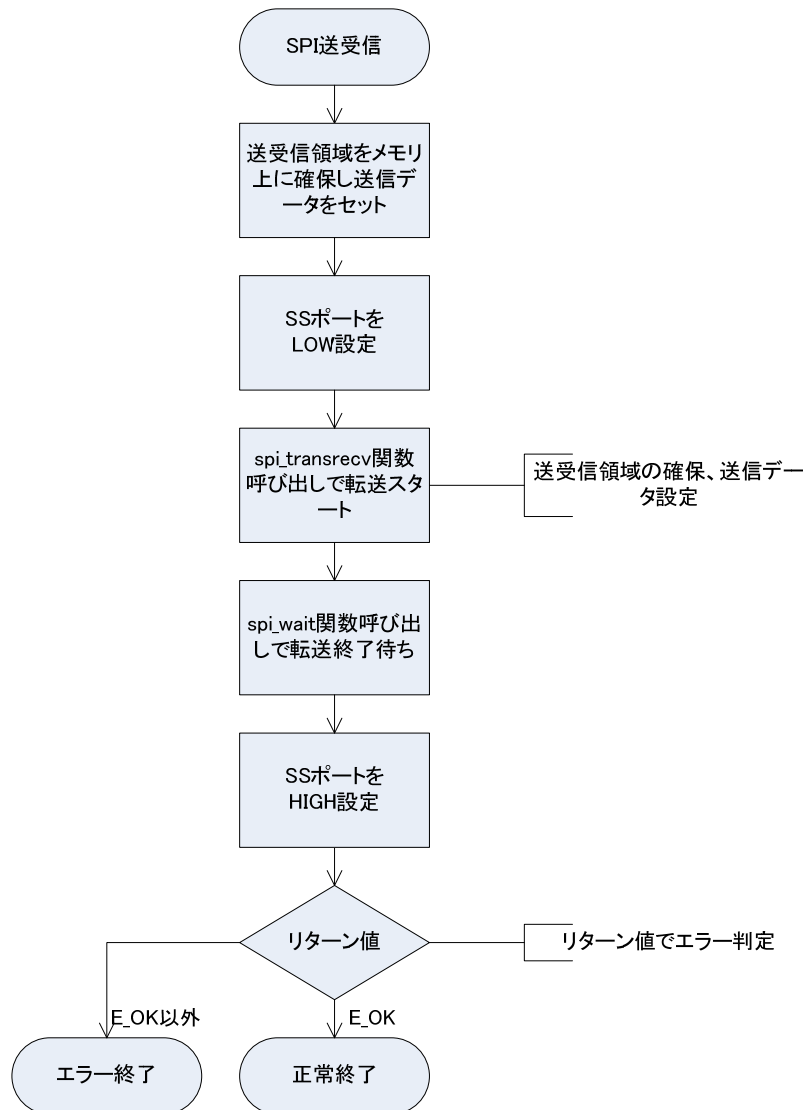 SPI送受信
送受信領域をメモリ
上に確保し送信デ
ータをセット
SSポートを
LOW設定
spi_transrecv関数
呼び出しで転送スタ
ート
送受信領域の確保、送信デー
タ設定
spi_wait関数呼び出
しで転送終了待ち
SSポートを
HIGH設定
リターン値
リターン値でエラー判定
E_OK以外
E_OK
エラー終了
正常終了